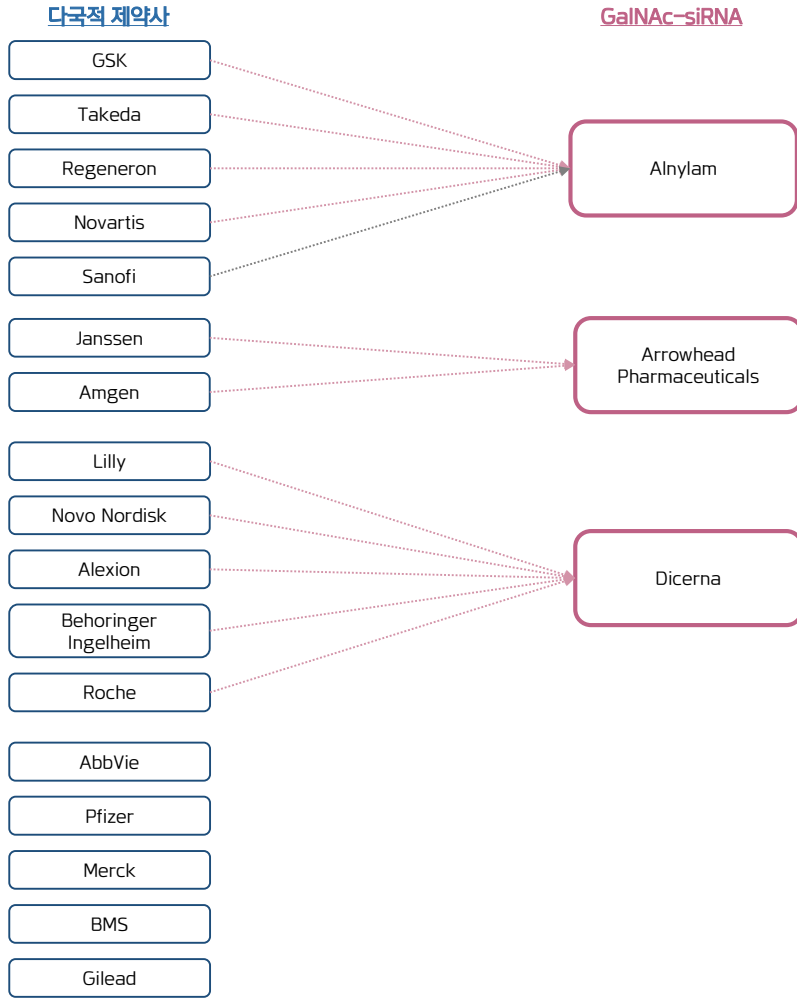 다국적 제약사
GalNAc-siRNA
GSK
Takeda
Regeneron
Novartis
Sanofi
Alnylam
Janssen
Amgen
Arrowhead
Pharmaceuticals
Lilly
Novo Nordisk
Alexion
Behoringer
Ingelheim
Roche
Dicerna
AbbVie
Pfizer
Merck
BMS
Gilead